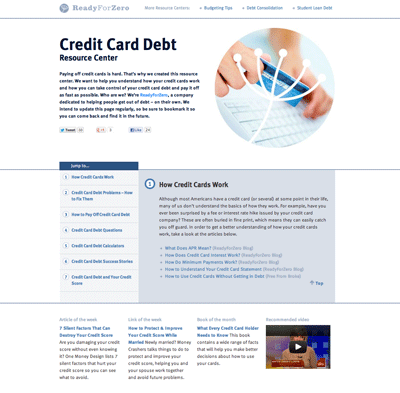 ReadyForZero
More Resource Centers: Budgeting Tips Debt Consolidation Student Loan Debt
Credit Card Debt
Resource Center
Paying off credit cards is hard. That's why we created this resource
center. We want to help you understand how your credit cards work
and how you can take control of your credit card debt and pay it off
as fast as possible. Who are we? We're ReadyForZero, a company
dedicated to helping people get out of debt - on their own. We
intend to update this page regularly, so be sure to bookmark it so
you can come back and find it in the future.
Tweet
Like
Jump to...
1 How Credit Cards Work
2 Credit Card Debt Problems – How
to Fix Them
3 How to Pay Off Credit Card Debt
4 Credit Card Debt Questions
5 Credit Card Debt Calculators
6 Credit Card Debt Success Stories
7 Credit Card Debt and Your Credit
Score
1 How Credit Cards Work
Although most Americans have a credit card (or several) at some point in their life,
many of us don't understand the basics of how they work. For example, have you
ever been surprised by a fee or interest rate hike issued by your credit card
company? These are often buried in fine print, which means they can easily catch
you off guard. In order to get a better understanding of how your credit cards
work, take a look at the articles below.
What Does APR Mean? (ReadyForZero Blog)
How Does Credit Card Interest Work? (ReadyForZero Blog)
How Do Minimum Payments Work? (ReadyForZero Blog)
How to Understand Your Credit Card Statement (ReadyForZero Blog)
How to Use Credit Cards Without Getting In Debt (Free From Broke)
Top
Article of the week
7 Silent Factors That Can
Destroy Your Credit Score
Are you damaging your credit
score without even knowing
it? One Money Design lists 7
silent factors that hurt your
credit score so you can see
what to avoid.
Link of the week
How to Protect & Improve
Your Credit Score While
Married Newly married? Money
Crashers talks things to do to
protect and improve your
credit score, helping you and
your spouse work together
and avoid future problems.
Book of the month
What Every Credit Card Holder
Needs to Know This book
contains a wide range of facts
that will help you make better
decisions about how to use
your cards.
Recommended video